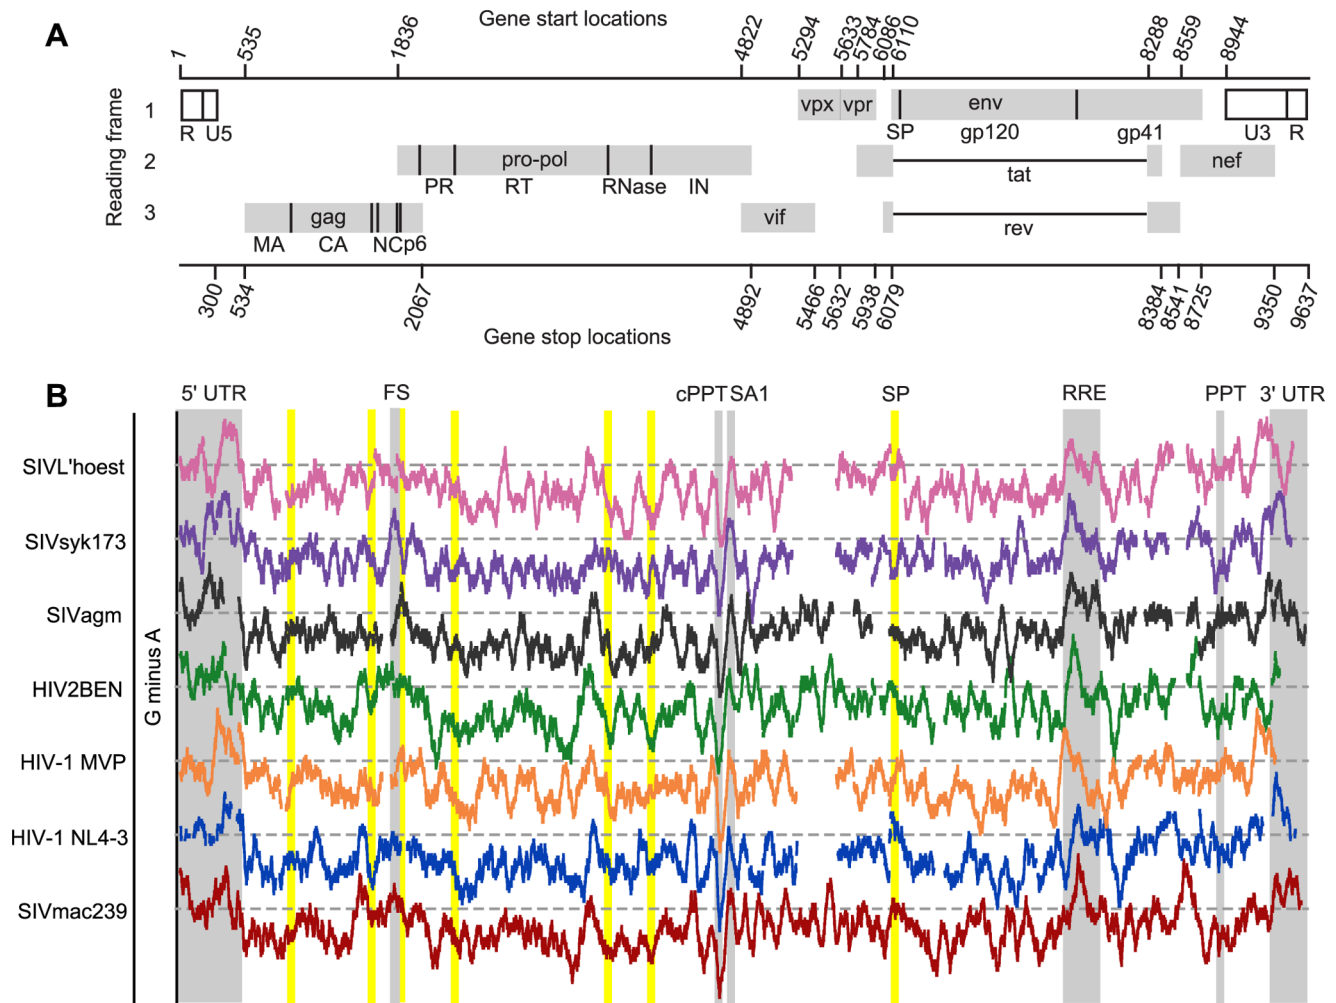 A
Gene start locations
1 535 1836 4822 5294 5633 5784 6086 6110 8288 8559 8944
Reading frame
1
vpx vpr env
R U5 SP gp120 gp41 U3 R
2
pro-pol nef
PR RT RNase IN tat
3
gag vif
MA CA NCp6 rev
300 534 2067 4892 5466 5632 5938 6079 8384 8541 8725 9350 9637
Gene stop locations
B
5' UTR FS cPPT SA1 SP RRE PPT 3' UTR
G minus A
SIVL'hoest
SIVsyk173
SIVagm
HIV2BEN
HIV-1 MVP
HIV-1 NL4-3
SIVmac239